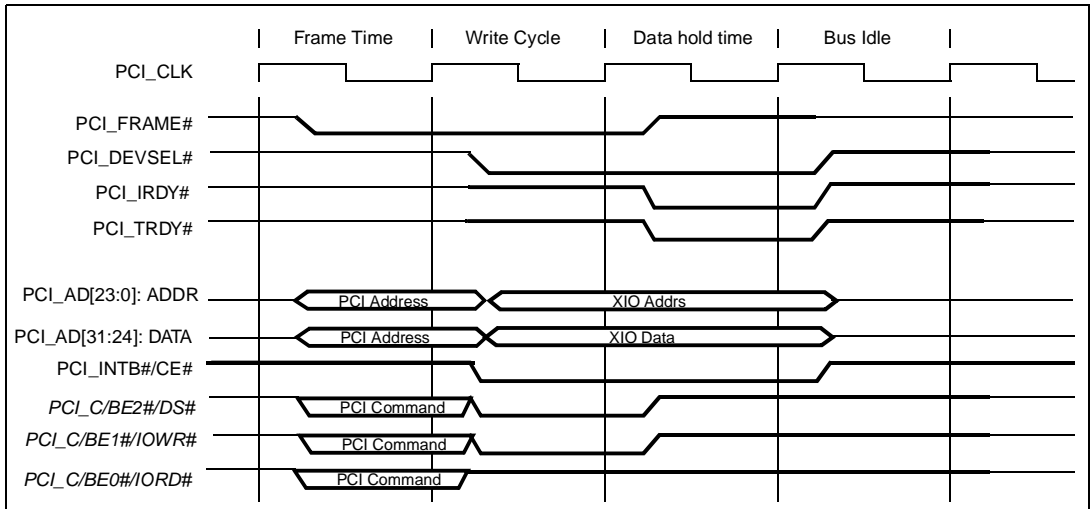 Frame Time Write Cycle Data hold time Bus Idle
PCI_CLK
PCI_FRAME#
PCI_DEVSEL#
PCI_IRDY#
PCI_TRDY#
PCI_AD[23:0]: ADDR PCI Address XIO Addrs
PCI_AD[31:24]: DATA PCI Address XIO Data
PCI_INTB#/CE#
PCI_C/BE2#/DS# PCI Command
PCI_C/BE1#/IOWR# PCI Command
PCI_C/BE0#/IORD# PCI Command